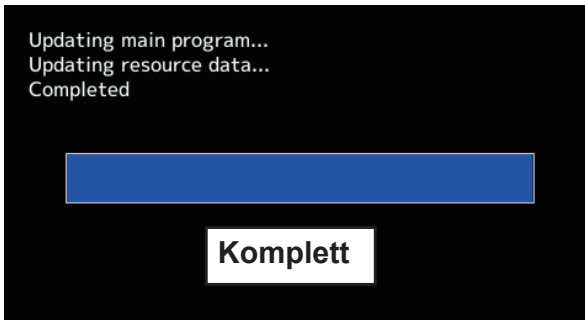 Updating main program...
Updating resource data...
Completed
Komplett